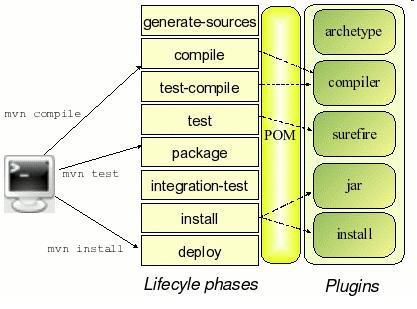 generate-sources
compile
test-compile
test
package
integration-test
install
deploy
mvn compile
mvn test
mvn install
POM
archetype
compiler
surefire
jar
install
Lifecyle phases
Plugins